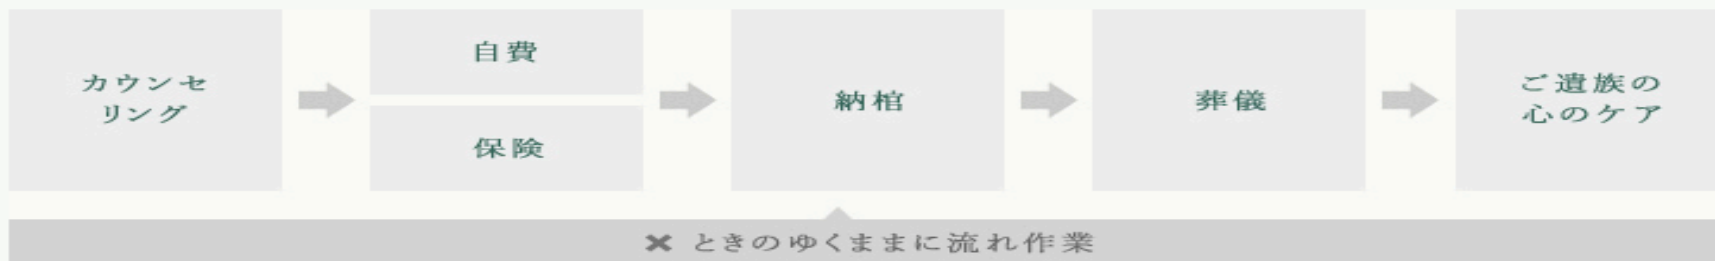 カウンセ
リング
自費
保険
納棺
葬儀
ご遺族の
心のケア
✖ ときのゆくままに流れ作業